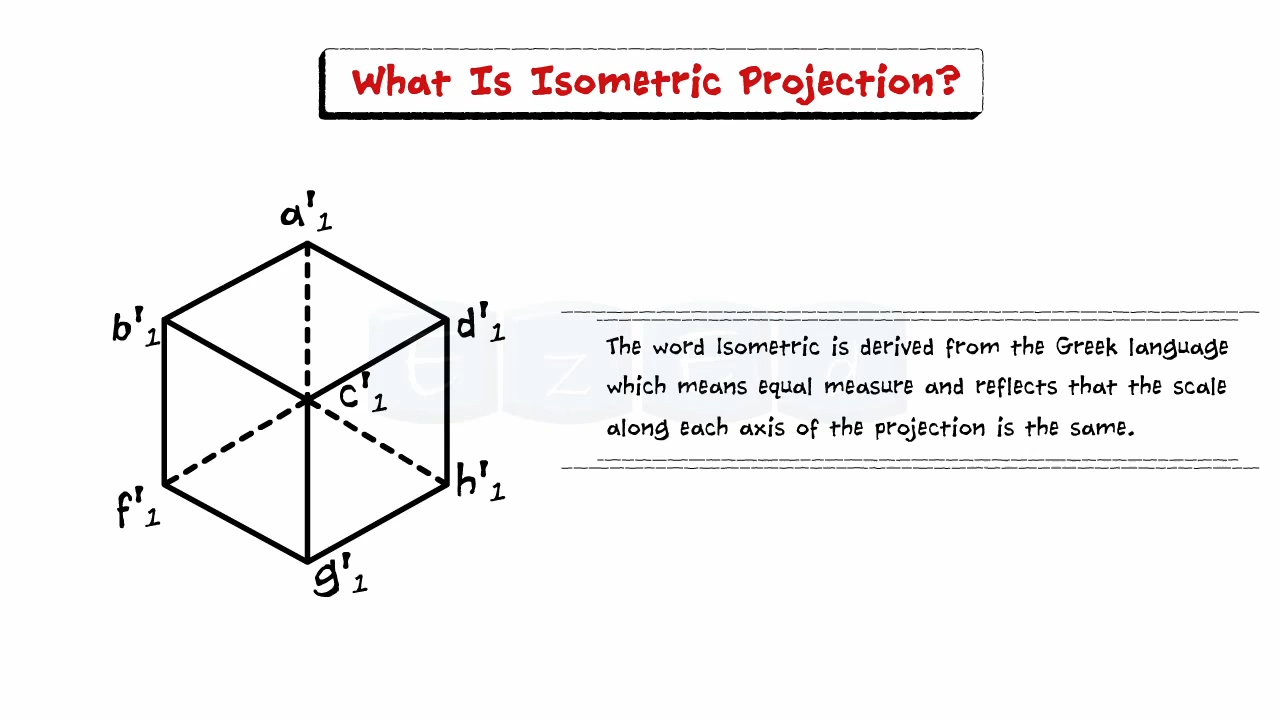 What Is Isometric Projection?
a'1
b'1
d'1
c'1
The word Isometric is derived from the Greek language
which means equal measure and reflects that the scale
along each axis of the projection is the same.
f'1
h'1
g'1